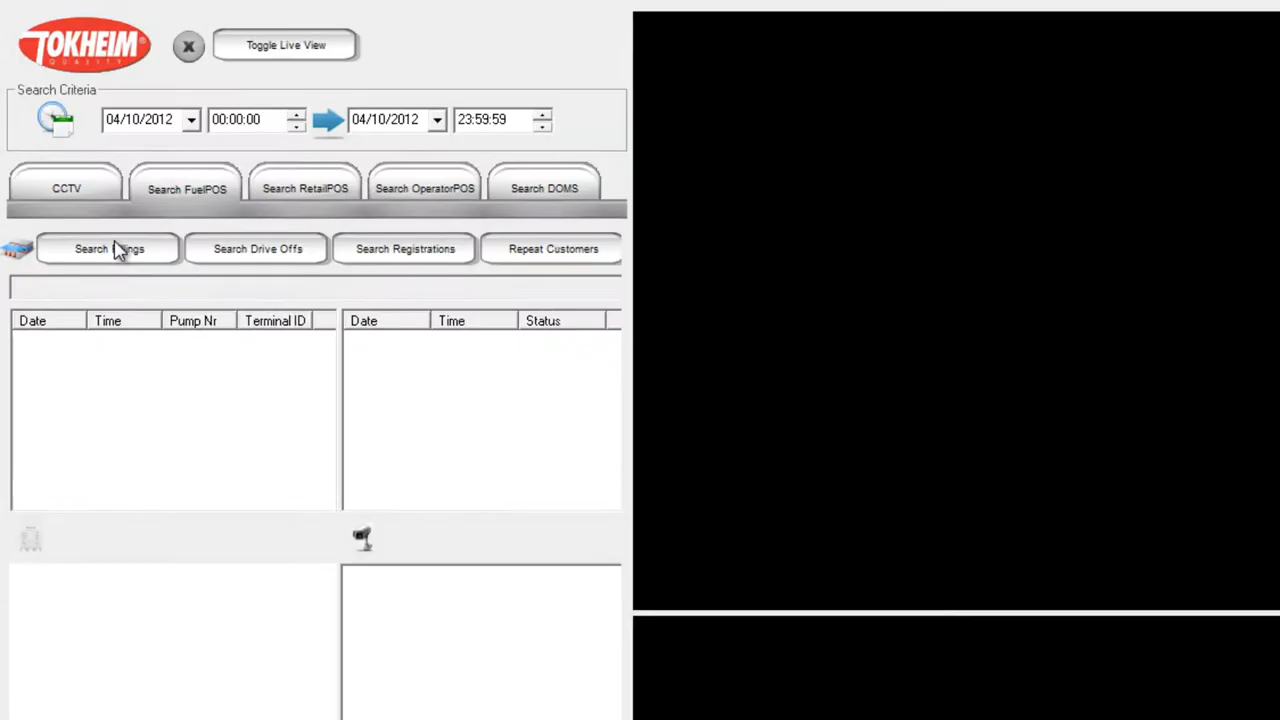 TOKHEIM
QUALITY
Toggle Live View
Search Criteria
04/10/2012 00:00:00 04/10/2012 23:59:59
CCTV Search FuelPOS Search RetailPOS Search OperatorPOS Search DOMS
Search Search Drive Offs Search Registrations Repeat Customers
Date Time Pump Nr Terminal ID Date Time Status